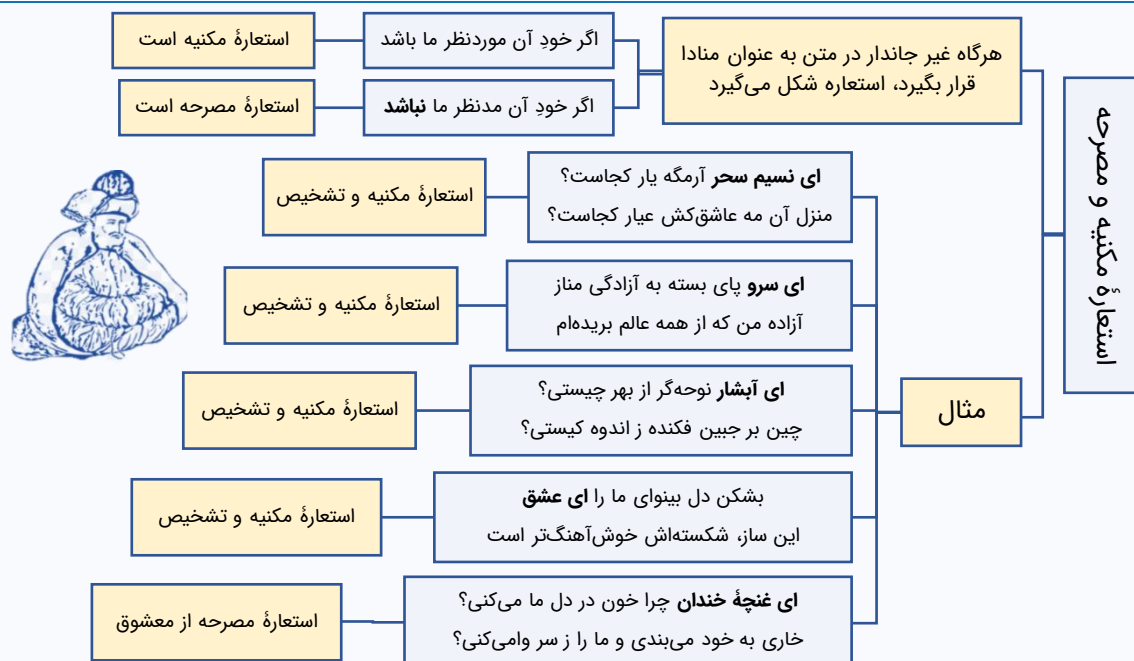 استعارهٔ مکنیه و مصرحه
هرگاه غیر جاندار در متن به عنوان منادا
قرار بگیرد، استعاره شکل می‌گیرد
اگر خودِ آن موردنظر ما باشد
استعارهٔ مکنیه است
اگر خودِ آن مدنظر ما نباشد
استعارهٔ مصرحه است
مثال
ای نسیم سحر آرمگه یار کجاست؟
منزل آن مه عاشق‌کش عیار کجاست؟
استعارهٔ مکنیه و تشخیص
ای سرو پای بسته به آزادگی مناز
آزاده من که از همه عالم بریده‌ام
استعارهٔ مکنیه و تشخیص
ای آبشار نوحه‌گر از بهر چیستی؟
چین بر جبین فکنده ز اندوه کیستی؟
استعارهٔ مکنیه و تشخیص
بشکن دل بینوای ما را ای عشق
این ساز، شکسته‌اش خوش‌آهنگ‌تر است
استعارهٔ مکنیه و تشخیص
ای غنچهٔ خندان چرا خون در دل ما می‌کنی؟
خاری به خود می‌بندی و ما را ز سر وامی‌کنی؟
استعارهٔ مصرحه از معشوق